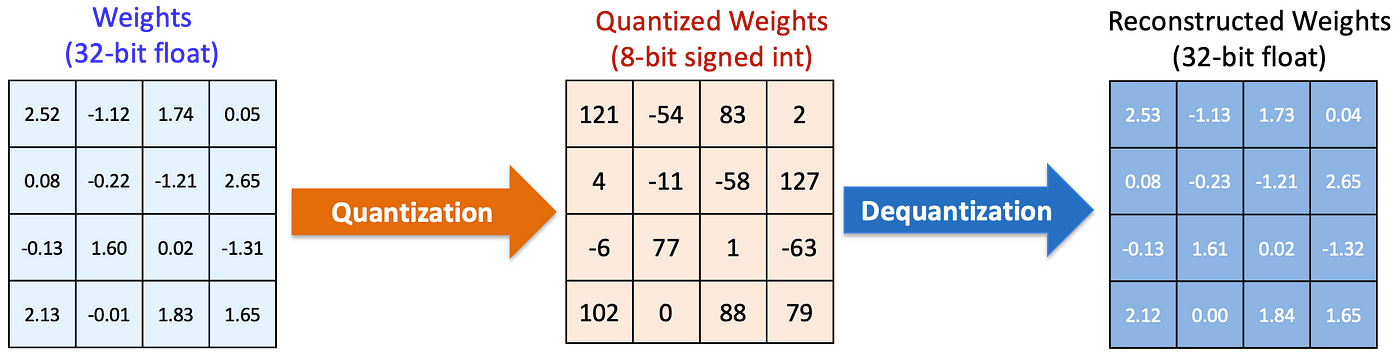 Weights
(32-bit float)
Quantized Weights
(8-bit signed int)
Reconstructed Weights
(32-bit float)
2.52 -1.12 1.74 0.05
0.08 -0.22 -1.21 2.65
-0.13 1.60 0.02 -1.31
2.13 -0.01 1.83 1.65
Quantization
121 -54 83 2
4 -11 -58 127
-6 77 1 -63
102 0 88 79
Dequantization
2.53 -1.13 1.73 0.04
0.08 -0.23 -1.21 2.65
-0.13 1.61 0.02 -1.32
2.12 0.00 1.84 1.65